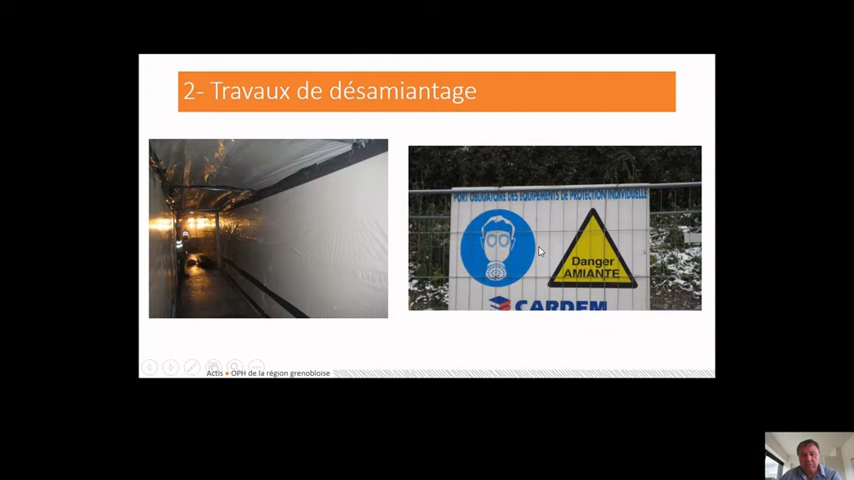 2- Travaux de désamiantage
PORT OBLIGATOIRE DES EQUIPEMENTS DE PROTECTION INDIVIDUELLE
Danger
AMIANTE
CARDEM
Actis • OPH de la région grenobloise